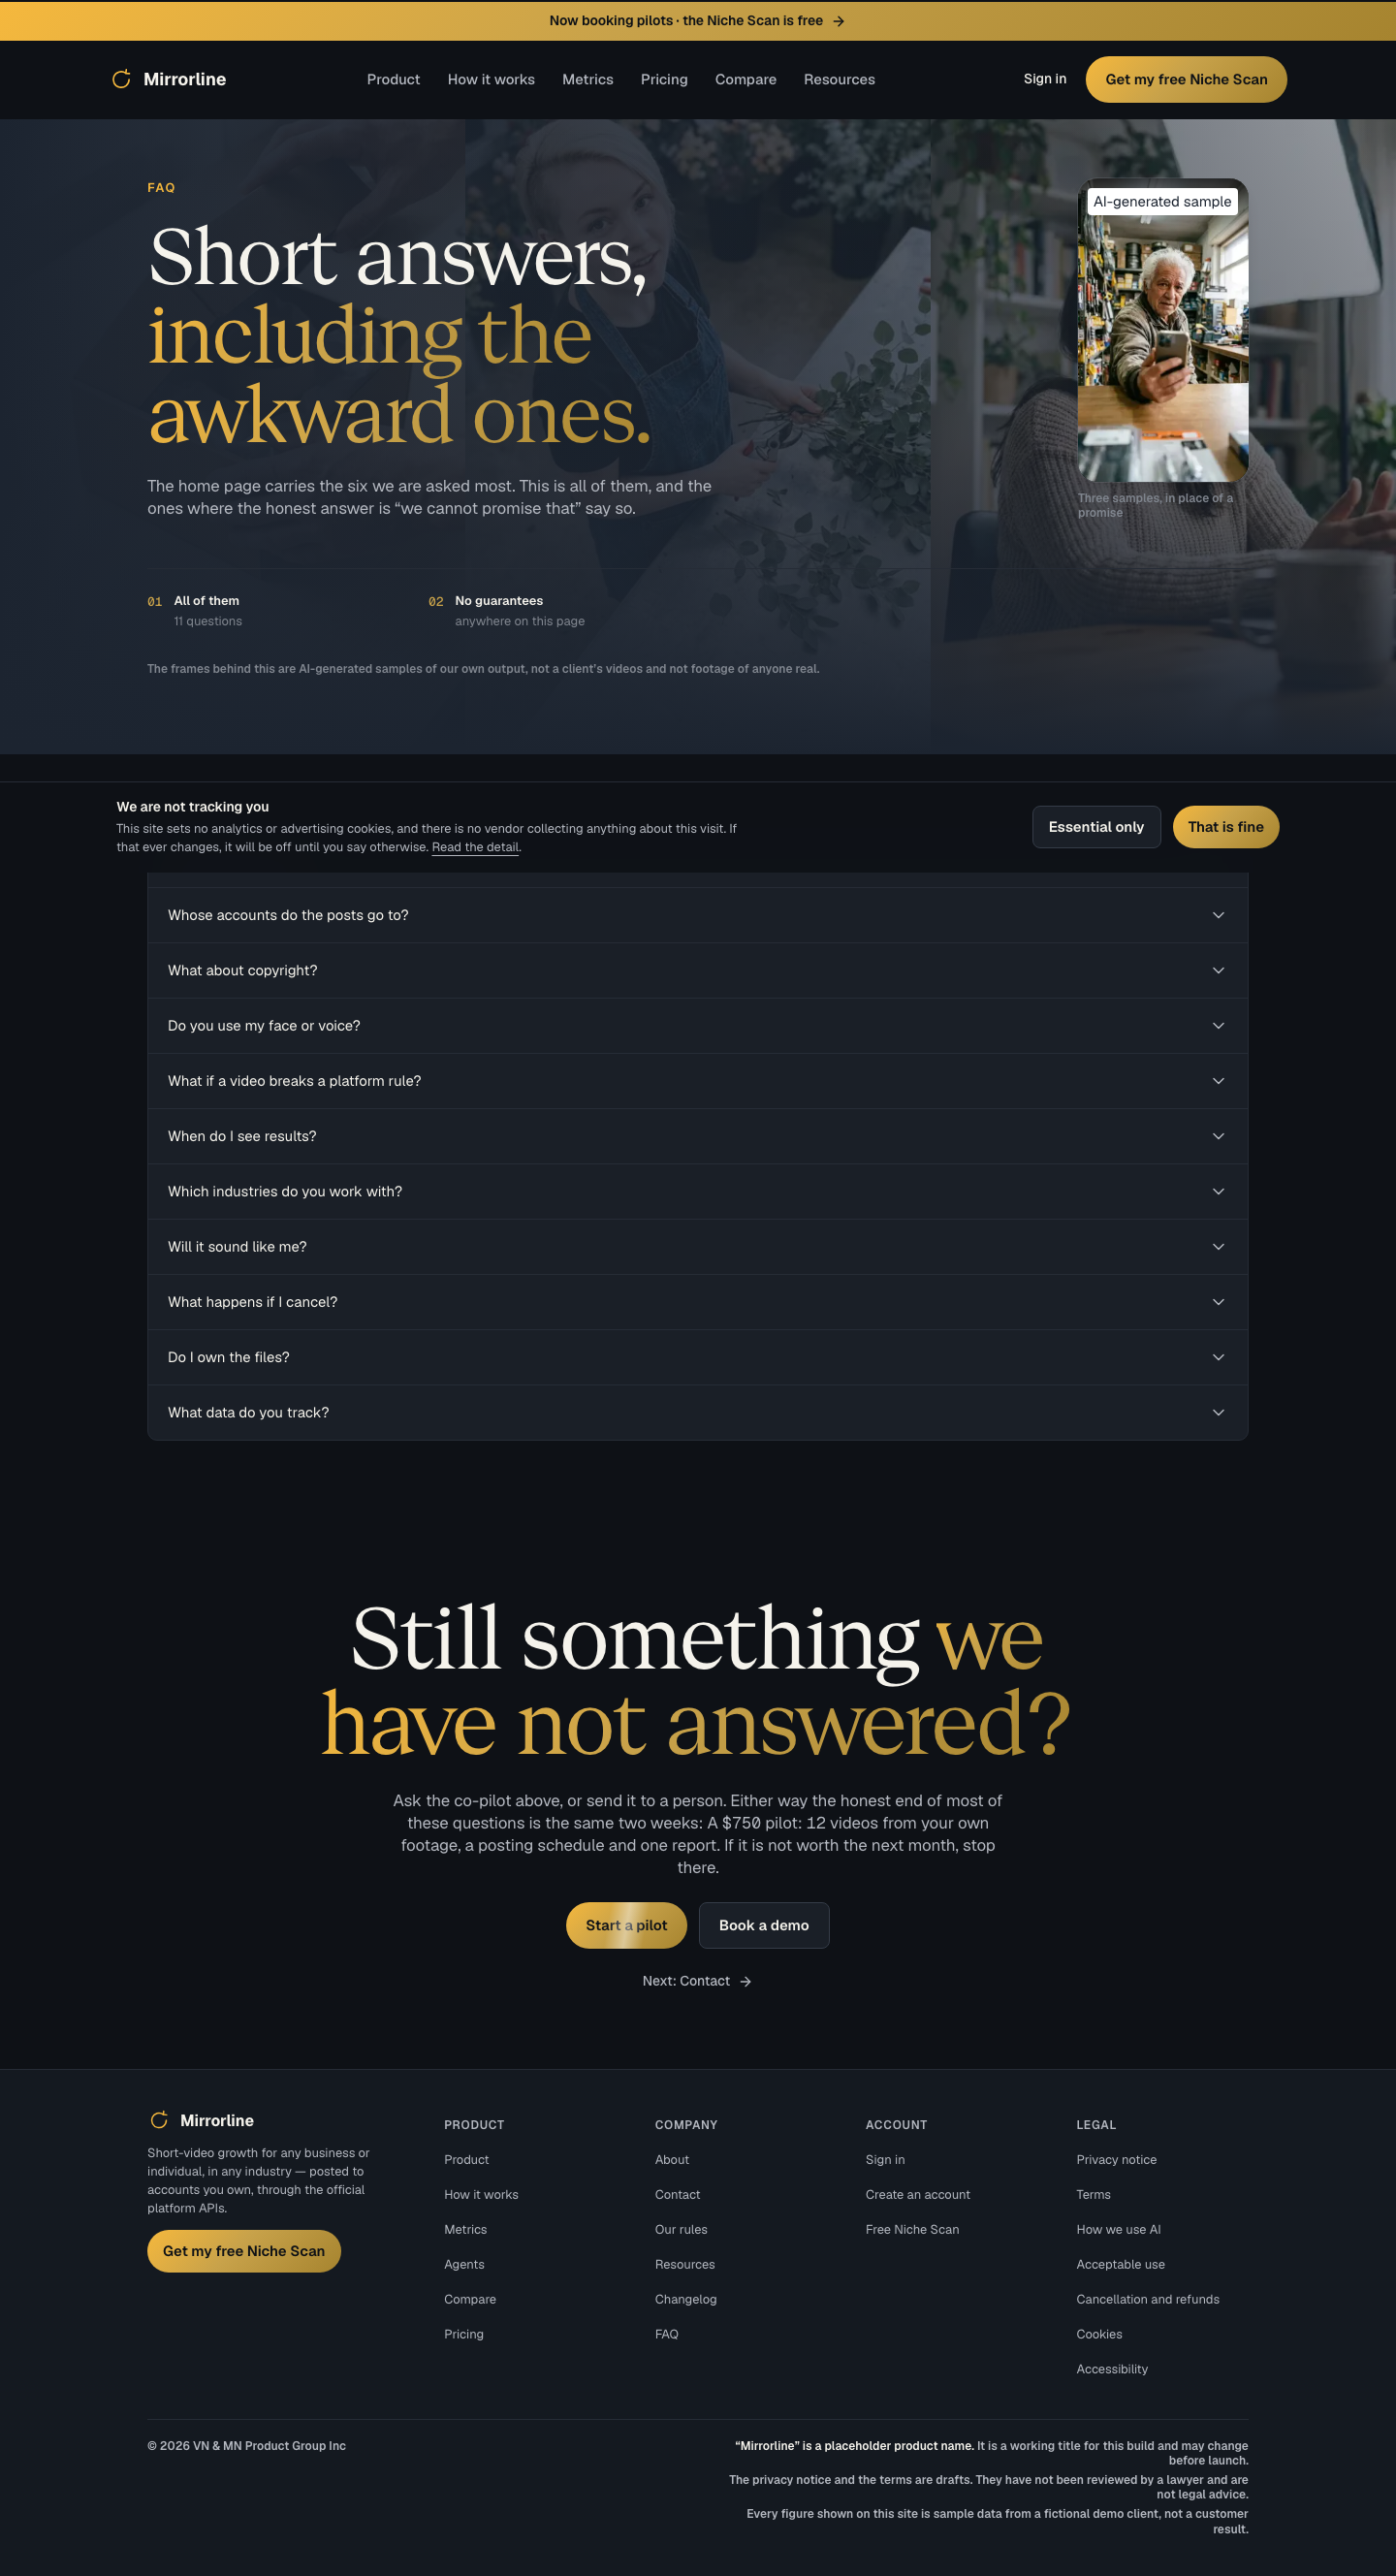 Now booking pilots · the Niche Scan is free →
Mirrorline
Product
How it works
Metrics
Pricing
Compare
Resources
Sign in
Get my free Niche Scan
FAQ
Short answers,
including the
awkward ones.
The home page carries the six we are asked most. This is all of them, and the
ones where the honest answer is “we cannot promise that” say so.
AI-generated sample
Three samples, in place of a
promise
01 All of them
11 questions
02 No guarantees
anywhere on this page
The frames behind this are AI-generated samples of our own output, not a client's videos and not footage of anyone real.
We are not tracking you
This site sets no analytics or advertising cookies, and there is no vendor collecting anything about this visit. If
that ever changes, it will be off until you say otherwise. Read the detail.
Essential only
That is fine
Whose accounts do the posts go to?
What about copyright?
Do you use my face or voice?
What if a video breaks a platform rule?
When do I see results?
Which industries do you work with?
Will it sound like me?
What happens if I cancel?
Do I own the files?
What data do you track?
Still something we
have not answered?
Ask the co-pilot above, or send it to a person. Either way the honest end of most of
these questions is the same two weeks: A $750 pilot: 12 videos from your own
footage, a posting schedule and one report. If it is not worth the next month, stop
there.
Start a pilot
Book a demo
Next: Contact →
Mirrorline
Short-video growth for any business or
individual, in any industry — posted to
accounts you own, through the official
platform APIs.
Get my free Niche Scan
PRODUCT
Product
How it works
Metrics
Agents
Compare
Pricing
COMPANY
About
Contact
Our rules
Resources
Changelog
FAQ
ACCOUNT
Sign in
Create an account
Free Niche Scan
LEGAL
Privacy notice
Terms
How we use AI
Acceptable use
Cancellation and refunds
Cookies
Accessibility
© 2026 VN & MN Product Group Inc
“Mirrorline” is a placeholder product name. It is a working title for this build and may change
before launch.
The privacy notice and the terms are drafts. They have not been reviewed by a lawyer and are
not legal advice.
Every figure shown on this site is sample data from a fictional demo client, not a customer
result.